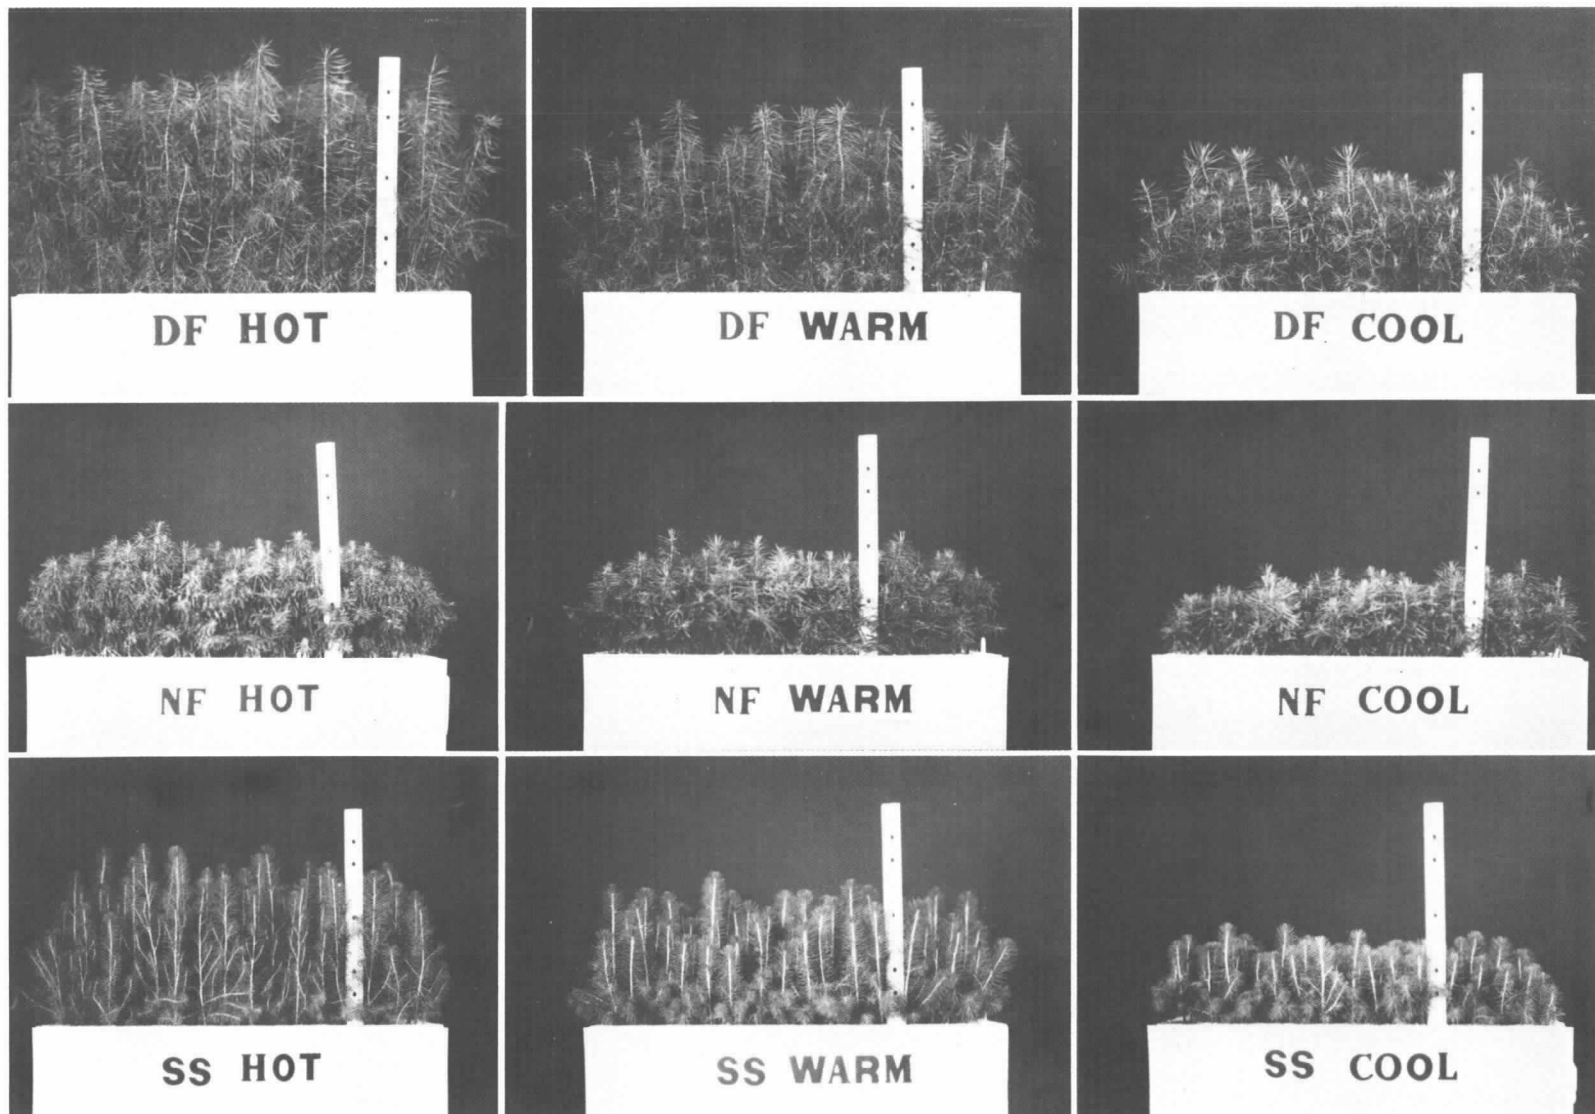 DF HOT
DF WARM
DF COOL
NF HOT
NF WARM
NF COOL
SS HOT
SS WARM
SS COOL